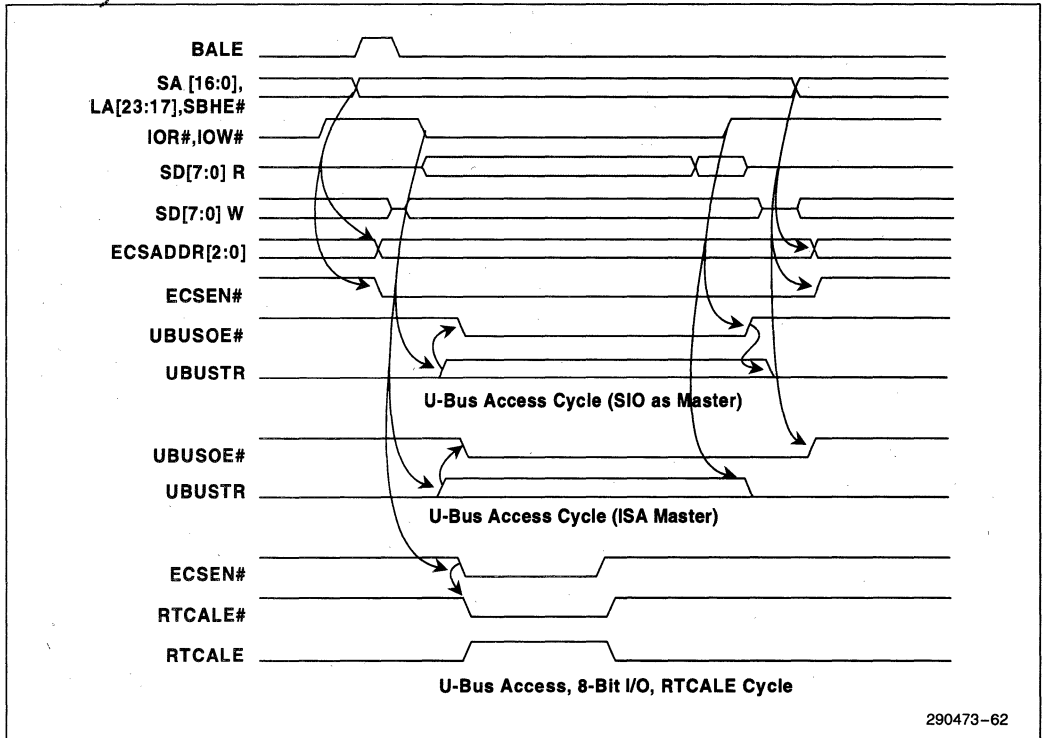 BALE
SA [16:0],
LA[23:17],SBHE#
IOR#,IOW#
SD[7:0] R
SD[7:0] W
ECSADDR[2:0]
ECSEN#
UBUSOE#
UBUSTR
U-Bus Access Cycle (SIO as Master)
UBUSOE#
UBUSTR
U-Bus Access Cycle (ISA Master)
ECSEN#
RTCALE#
RTCALE
U-Bus Access, 8-Bit I/O, RTCALE Cycle
290473–62